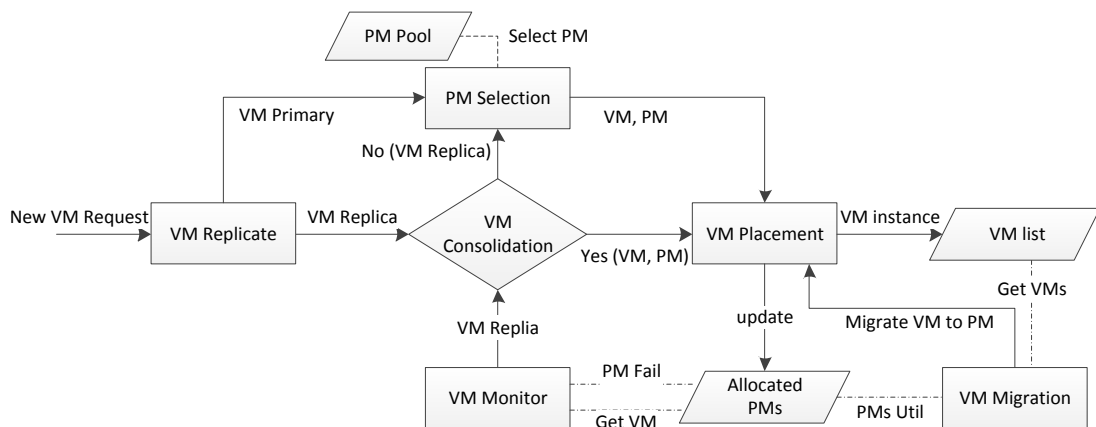 PM Pool
Select PM
PM Selection
VM Primary
VM, PM
No (VM Replica)
New VM Request
VM Replicate
VM Replica
VM
Consolidation
Yes (VM, PM)
VM Placement
VM instance
VM list
Get VMs
VM Replia
update
Migrate VM to PM
VM Monitor
PM Fail
Get VM
Allocated
PMs
PMs Util
VM Migration